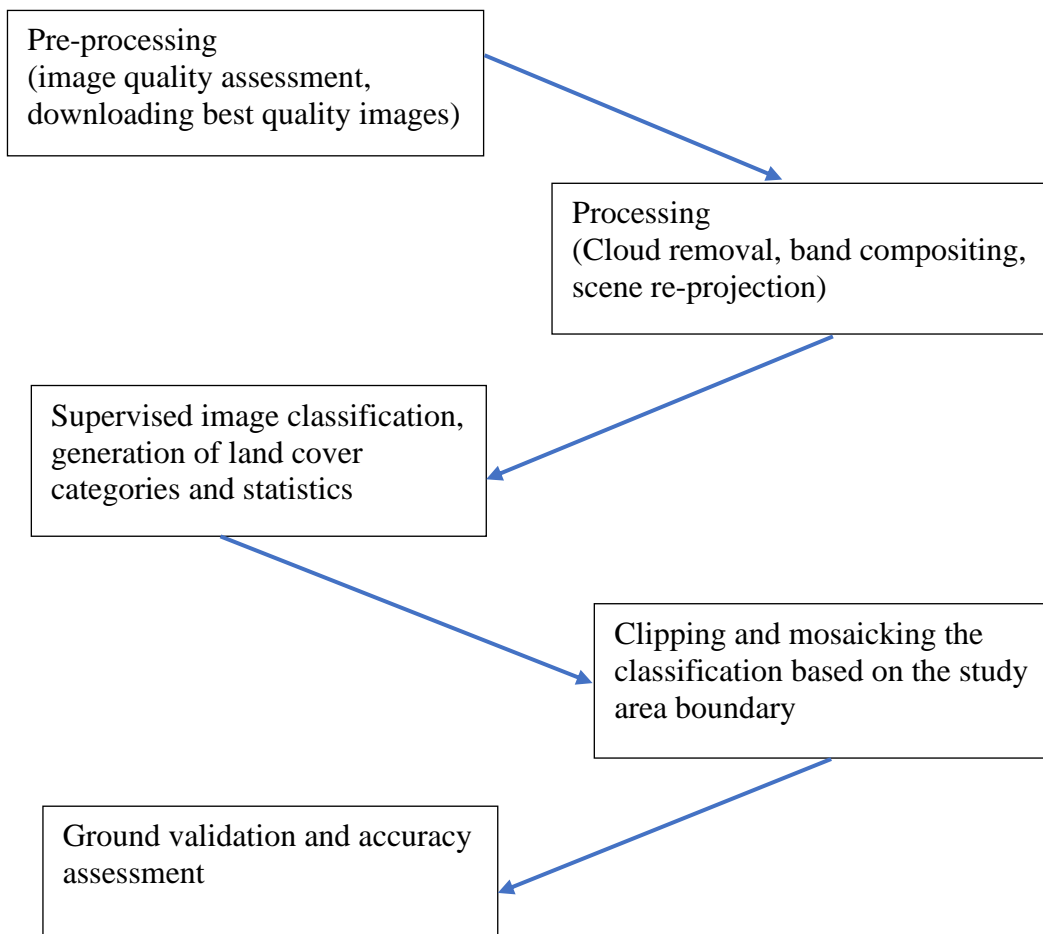 Pre-processing
(image quality assessment,
downloading best quality images)
Processing
(Cloud removal, band compositing,
scene re-projection)
Supervised image classification,
generation of land cover
categories and statistics
Clipping and mosaicking the
classification based on the study
area boundary
Ground validation and accuracy
assessment